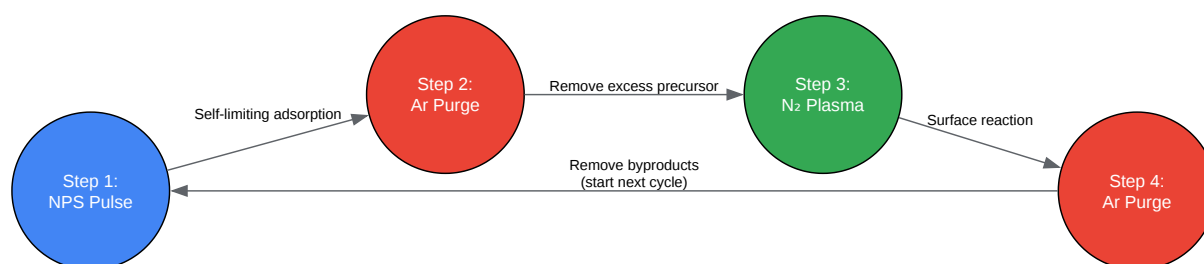 Step 1:
NPS Pulse
Self-limiting adsorption
Step 2:
Ar Purge
Remove excess precursor
Step 3:
N₂ Plasma
Surface reaction
Step 4:
Ar Purge
Remove byproducts
(start next cycle)